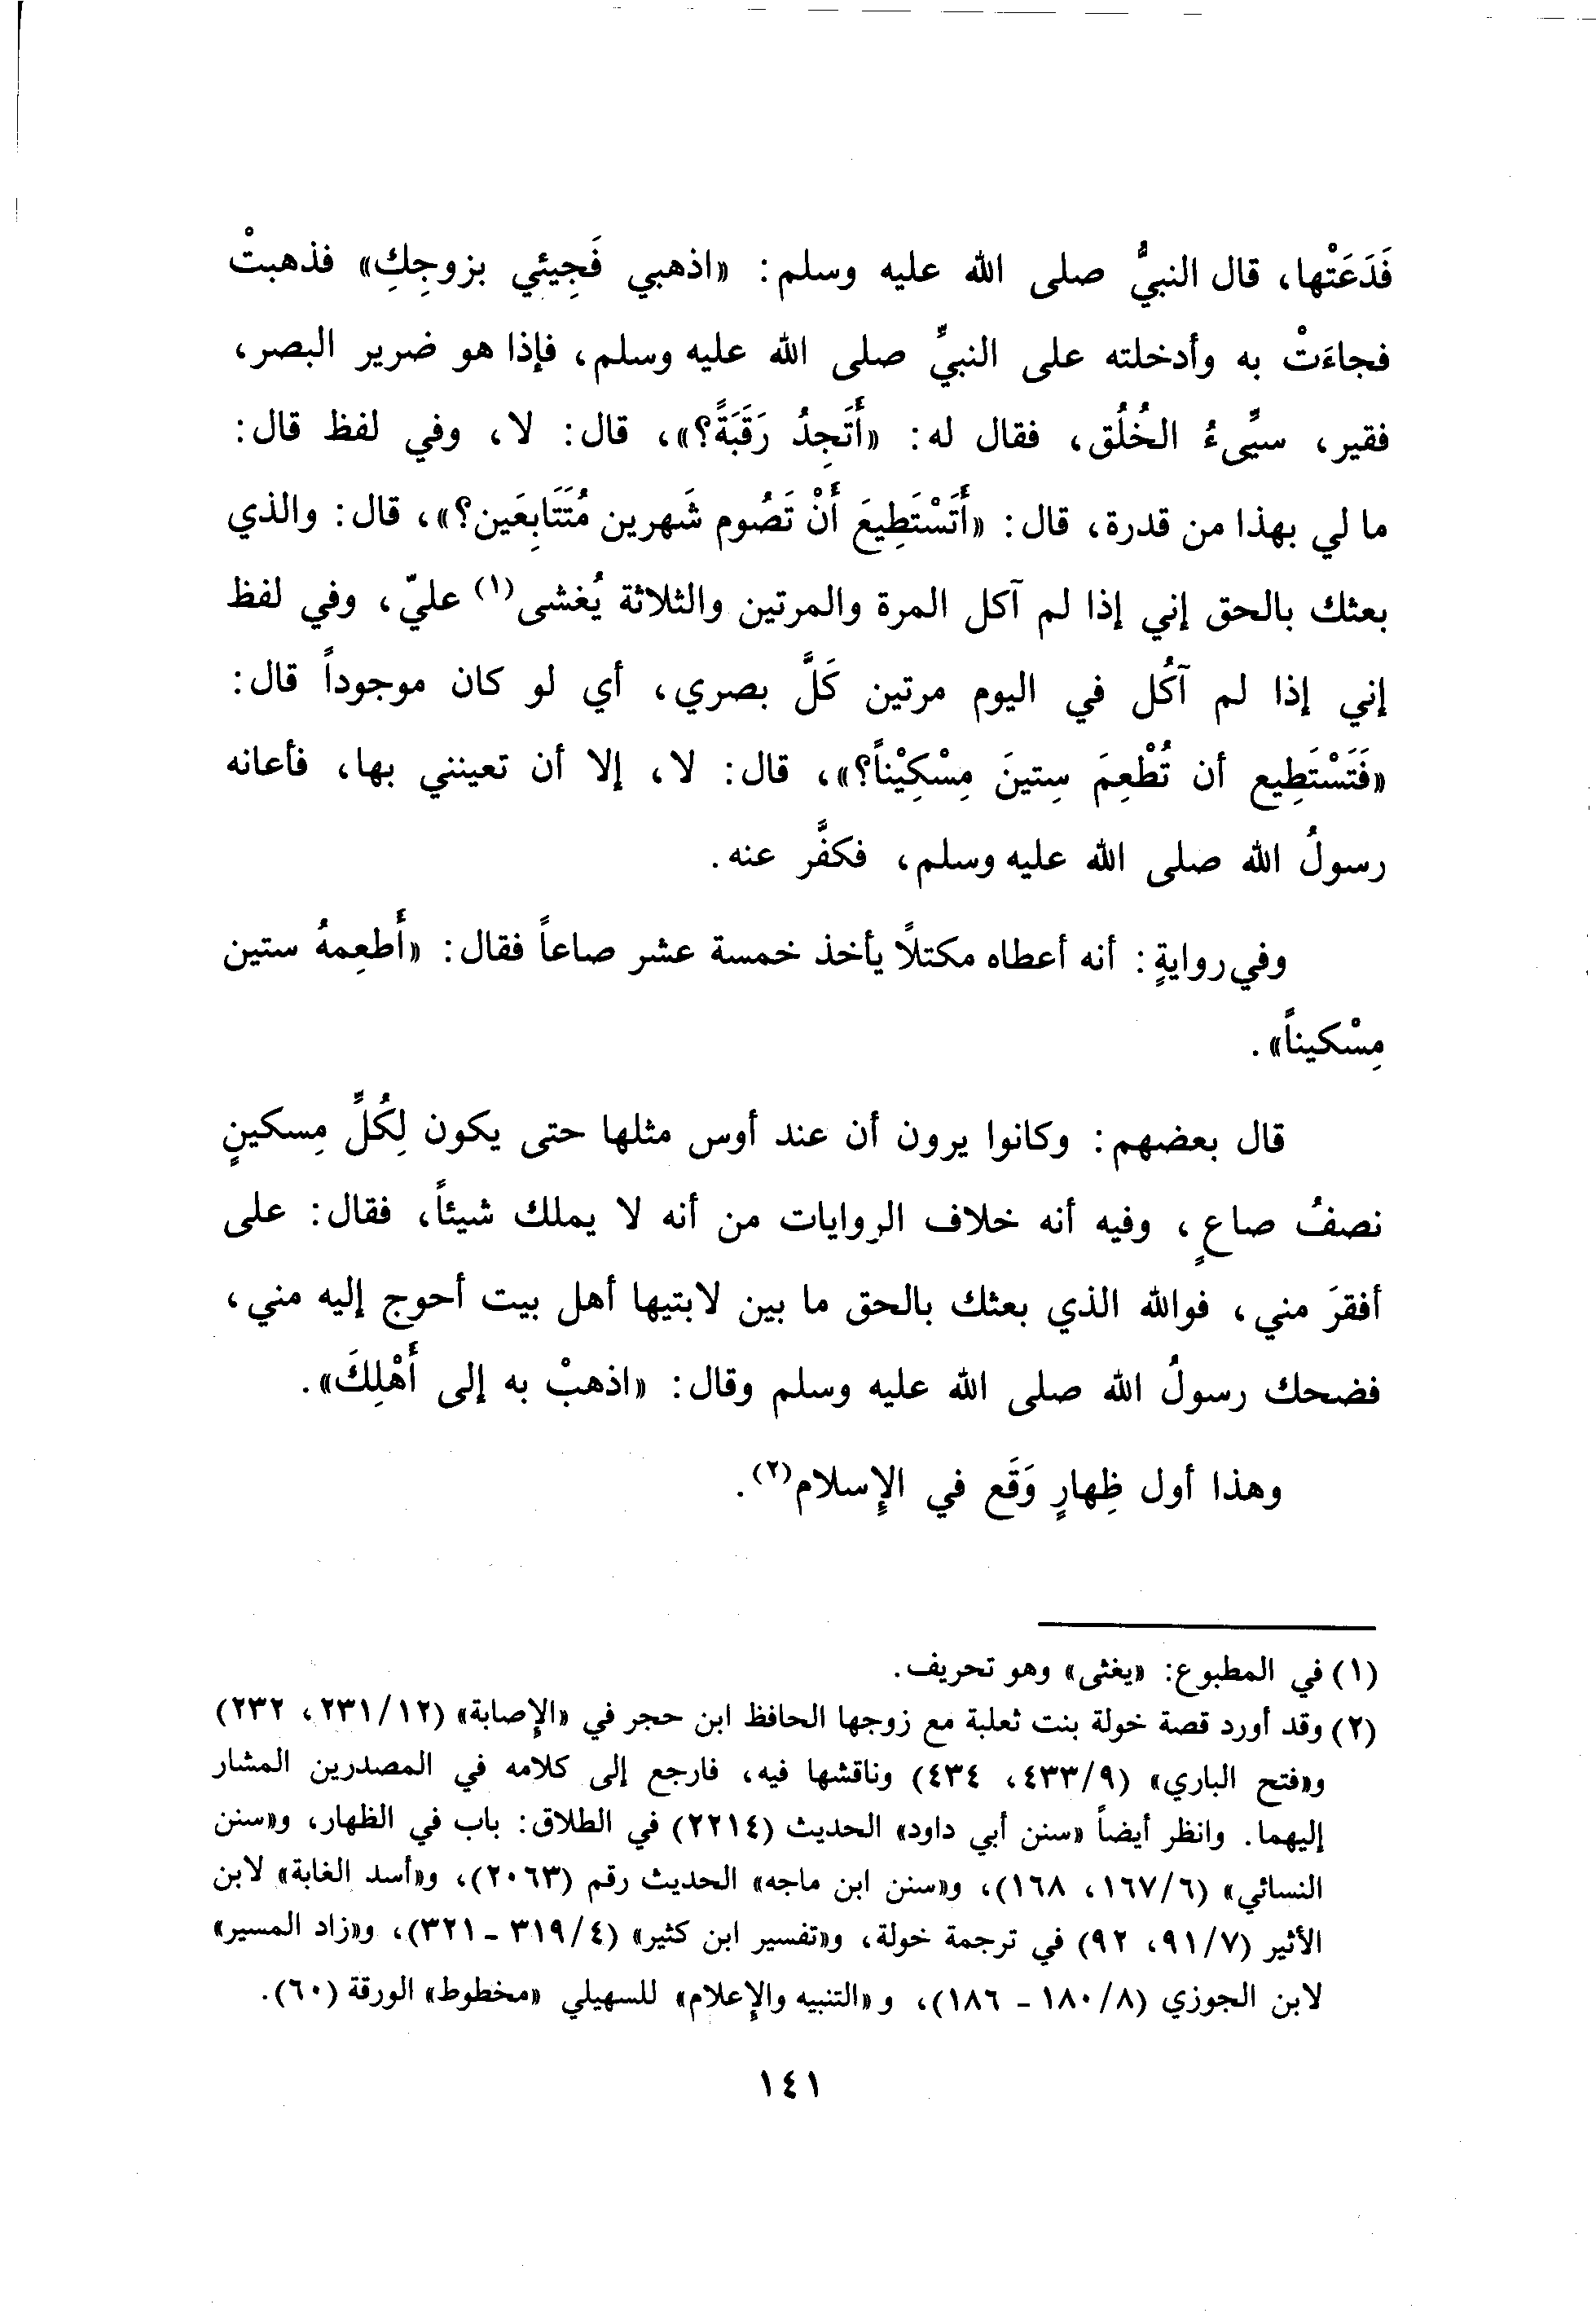 فَدَعَتْها، قال النبيُّ صلى الله عليه وسلم: «اذهبي فَجِيئي بزوجِكِ» فذهبتْ
فجاءَتْ به وأدخلته على النبيِّ صلى الله عليه وسلم، فإذا هو ضرير البصر،
فقير، سيِّىءُ الخُلُق، فقال له: «أَتَجِدُ رَقَبَةً؟»، قال: لا، وفي لفظ قال:
ما لي بهذا من قدرة، قال: «أَتَسْتَطِيعَ أَنْ تَصُوم شَهرين مُتَتَابِعَين؟»، قال: والذي
بعثك بالحق إني إذا لم آكل المرة والمرتين والثلاثة يُغشى(١) عليّ، وفي لفظ
إني إذا لم آكُل في اليوم مرتين كَلَّ بصري، أي لو كان موجوداً قال:
«فَتَسْتَطِيع أن تُطْعِمَ سِتينَ مِسْكِيْناً؟»، قال: لا، إلا أن تعينني بها، فأعانه
رسولُ الله صلى الله عليه وسلم، فكفَّر عنه.
وفي روايةٍ: أنه أعطاه مكتلًا يأخذ خمسة عشر صاعاً فقال: «أَطعِمهُ ستين
مِسْكيناً».
قال بعضهم: وكانوا يرون أن عند أوس مثلها حتى يكون لِكُلِّ مِسكينٍ
نصفُ صاعٍ، وفيه أنه خلاف الروايات من أنه لا يملك شيئاً، فقال: على
أفقرَ مني، فوالله الذي بعثك بالحق ما بين لابتيها أهل بيت أحوج إليه مني،
فضحك رسولُ الله صلى الله عليه وسلم وقال: «اذهبْ به إلى أَهْلِكَ».
وهذا أول ظِهارٍ وَقَع في الإسلام(٢).
(١) في المطبوع: «يغثى» وهو تحريف.
(٢) وقد أورد قصة خولة بنت ثعلبة مع زوجها الحافظ ابن حجر في «الإصابة» (٢٣١/١٢، ٢٣٢)
و«فتح الباري» (٤٣٣/٩، ٤٣٤) وناقشها فيه، فارجع إلى كلامه في المصدرين المشار
إليهما. وانظر أيضاً «سنن أبي داود» الحديث (٢٢١٤) في الطلاق: باب في الظهار، و«سنن
النسائي» (١٦٧/٦، ١٦٨)، و«سنن ابن ماجه» الحديث رقم (٢٠٦٣)، و«أسد الغابة» لابن
الأثير (٩١/٧، ٩٢) في ترجمة خولة، و«تفسير ابن كثير» (٣١٩/٤ - ٣٢١)، و«زاد المسير»
لابن الجوزي (١٨٠/٨ - ١٨٦)، و«التنبيه والإعلام» للسهيلي «مخطوط» الورقة (٦٠).
١٤١